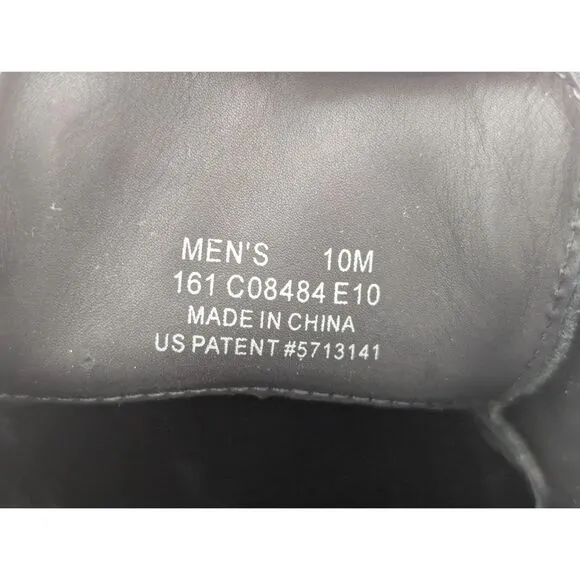 MEN'S 10M
161 C08484 E10
MADE IN CHINA
US PATENT #5713141